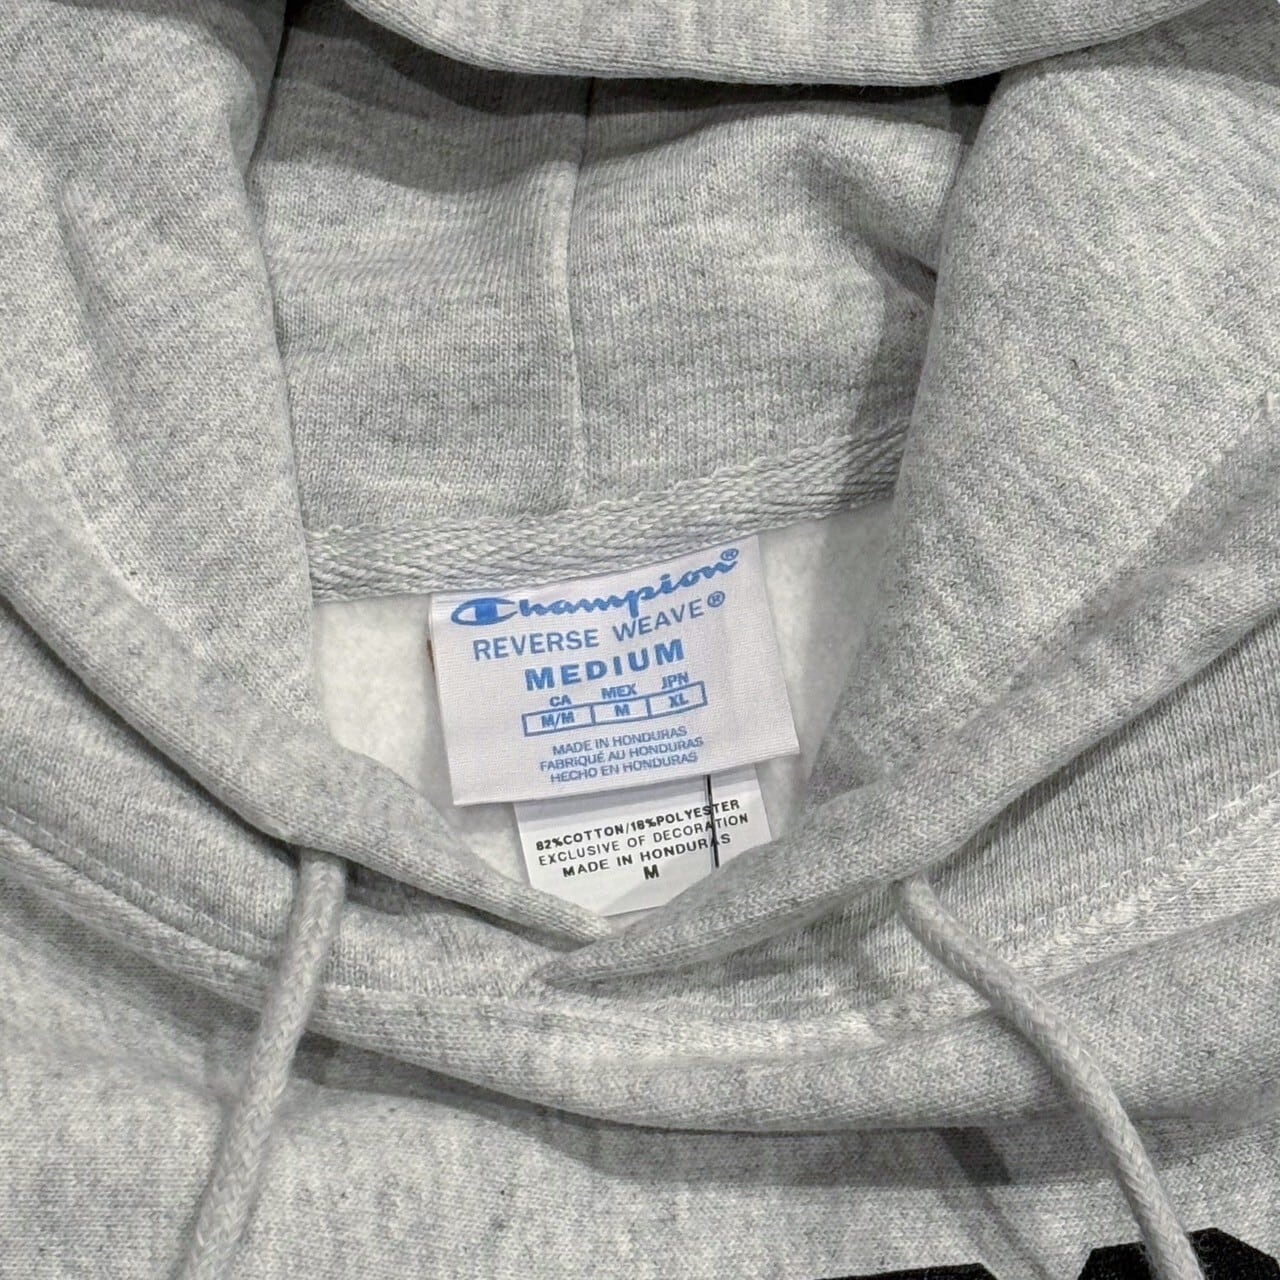 Champion®
REVERSE WEAVE®
MEDIUM
CA MEX JPN
M/M M XL
MADE IN HONDURAS
FABRIQUÉ AU HONDURAS
HECHO EN HONDURAS
82%COTTON/18%POLYESTER
EXCLUSIVE OF DECORATION
MADE IN HONDURAS
M